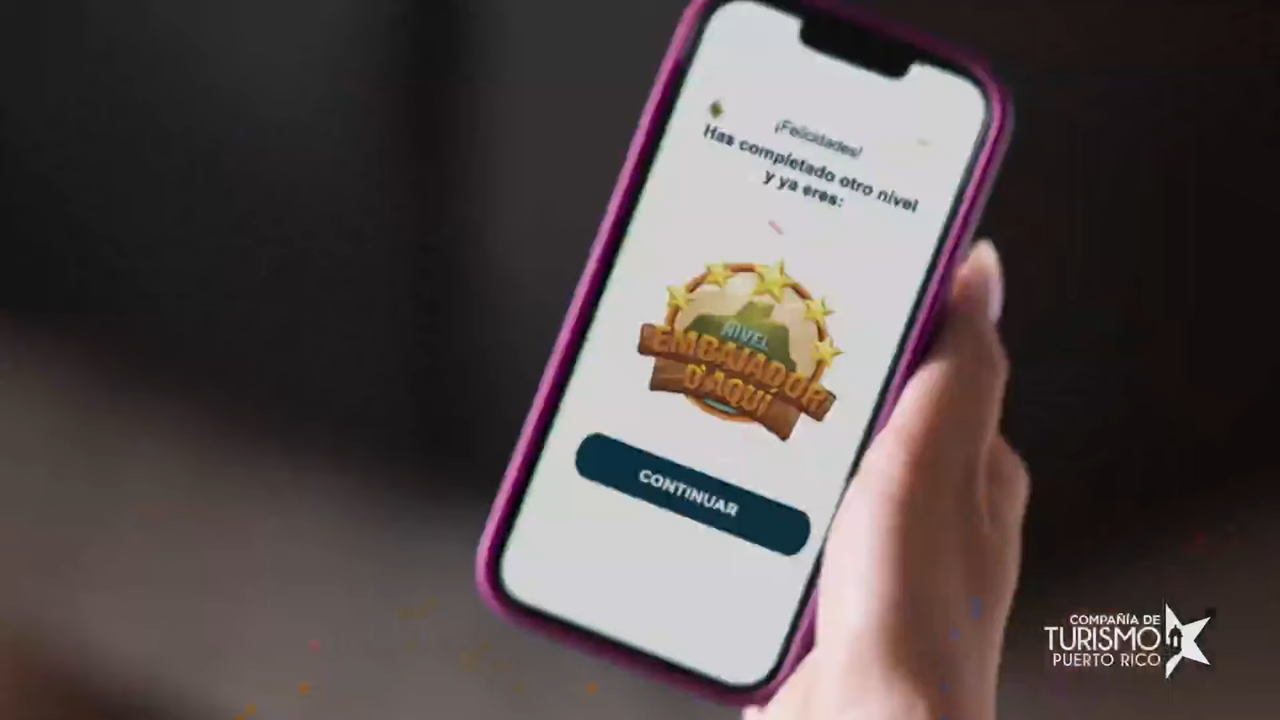 ¡Felicidades!
Has completado otro nivel
y ya eres:
NIVEL
EMBAJADOR
D'AQUÍ
CONTINUAR
COMPAÑÍA DE
TURISMO
PUERTO RICO